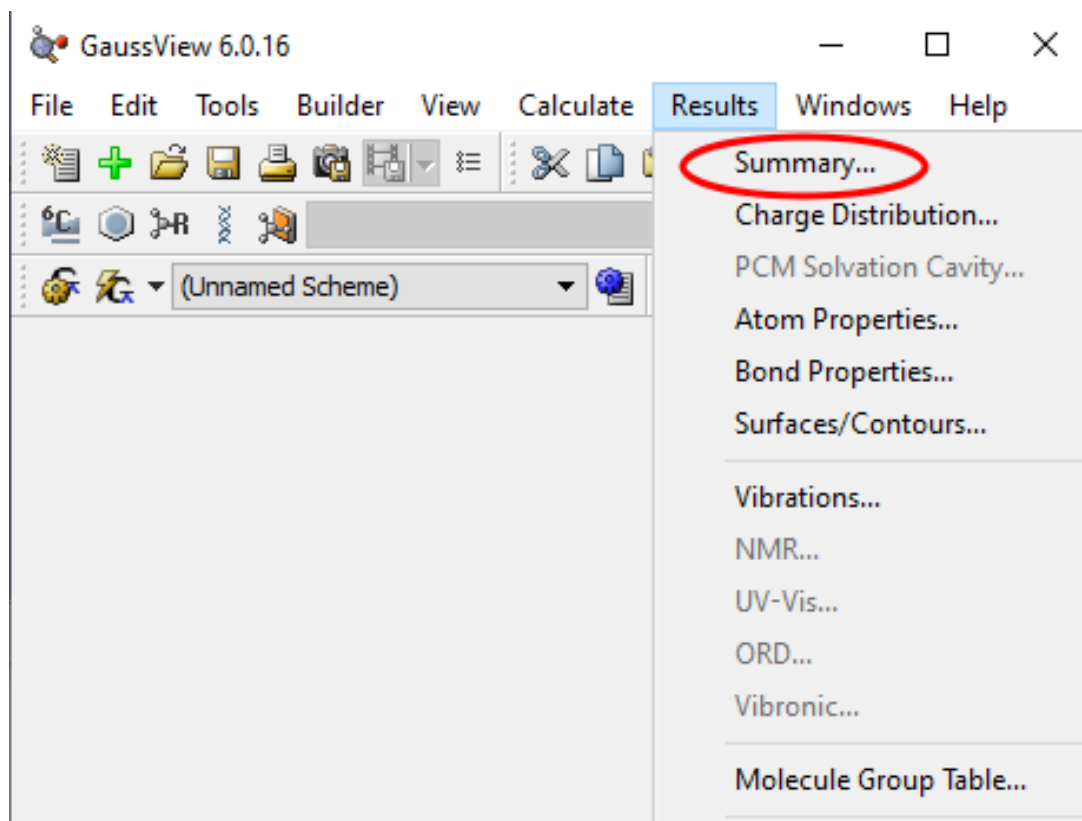 GaussView 6.0.16
File Edit Tools Builder View Calculate Results Windows Help
6C R
(Unnamed Scheme)
Summary...
Charge Distribution...
PCM Solvation Cavity...
Atom Properties...
Bond Properties...
Surfaces/Contours...
Vibrations...
NMR...
UV-Vis...
ORD...
Vibronic...
Molecule Group Table...